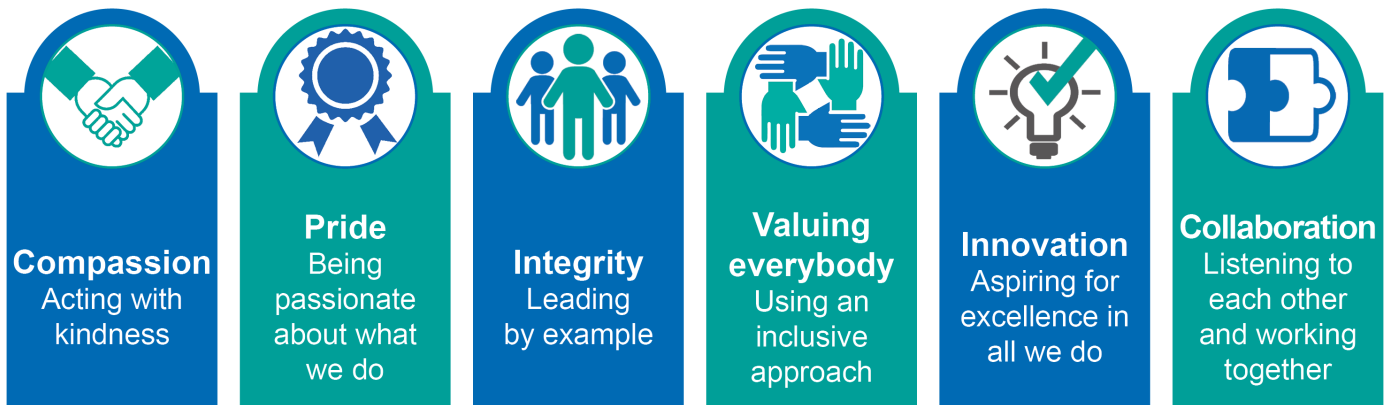 Compassion
Acting with
kindness
Pride
Being
passionate
about what
we do
Integrity
Leading
by example
Valuing
everybody
Using an
inclusive
approach
Innovation
Aspiring for
excellence in
all we do
Collaboration
Listening to
each other
and working
together